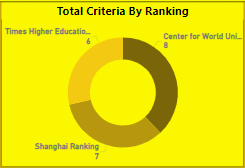 Total Criteria By Ranking
Times Higher Educatio...
6
Center for World Uni...
8
Shanghai Ranking
7